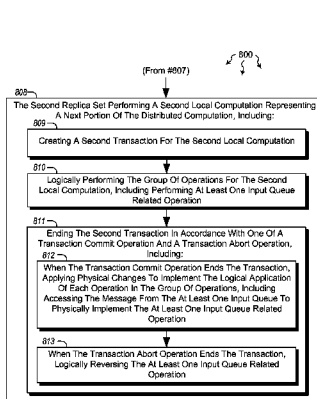 800
(From #807)
808
The Second Replica Set Performing A Second Local Computation Representing
A Next Portion Of The Distributed Computation, Including:
809
Creating A Second Transaction For The Second Local Computation
810
Logically Performing The Group Of Operations For The Second
Local Computation, Including Performing At Least One Input Queue
Related Operation
811
Ending The Second Transaction In Accordance With One Of A
Transaction Commit Operation And A Transaction Abort Operation,
Including:
812
When The Transaction Commit Operation Ends The Transaction,
Applying Physical Changes To Implement The Logical Application
Of Each Operation In The Group Of Operations, Including
Accessing The Message From The At Least One Input Queue To
Physically Implement The At Least One Input Queue Related
Operation
813
When The Transaction Abort Operation Ends The Transaction,
Logically Reversing The At Least One Input Queue Related
Operation